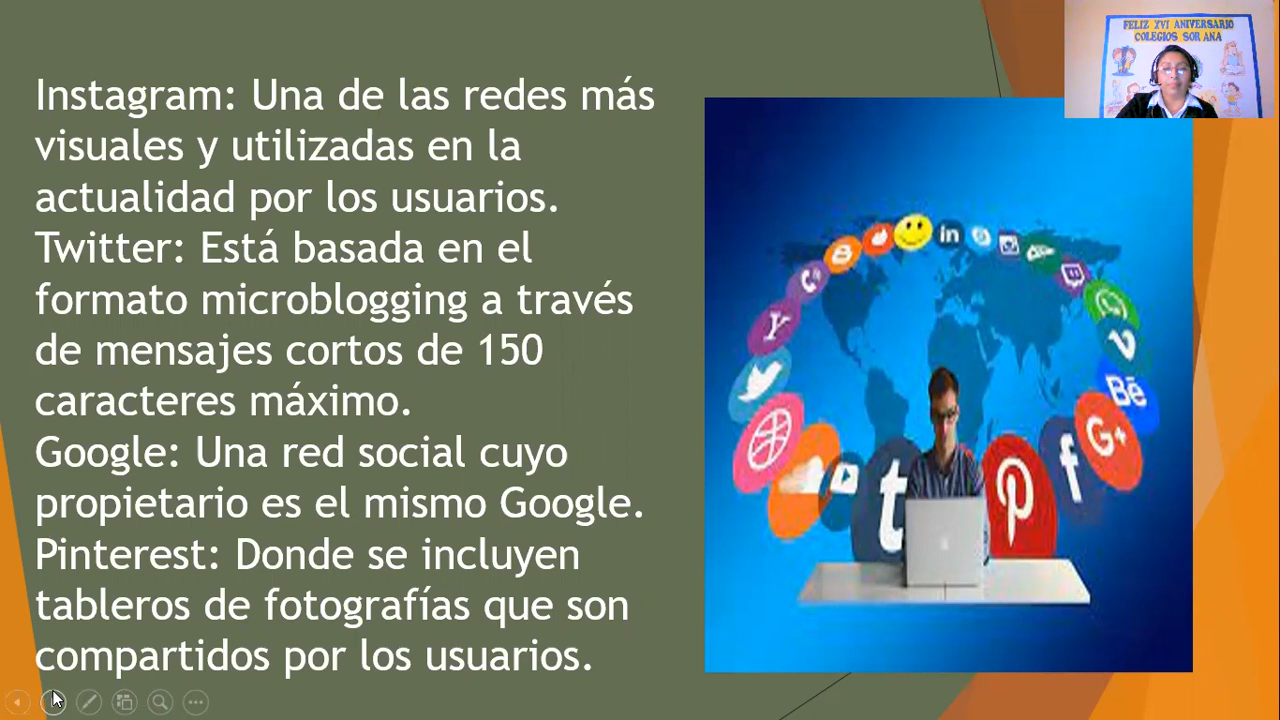 FELIZ XVI ANIVERSARIO
COLEGIOS SOR ANA
Instagram: Una de las redes más
visuales y utilizadas en la
actualidad por los usuarios.
Twitter: Está basada en el
formato microblogging a través
de mensajes cortos de 150
caracteres máximo.
Google: Una red social cuyo
propietario es el mismo Google.
Pinterest: Donde se incluyen
tableros de fotografías que son
compartidos por los usuarios.
in
Y
V
Bē
G+
f
t
P